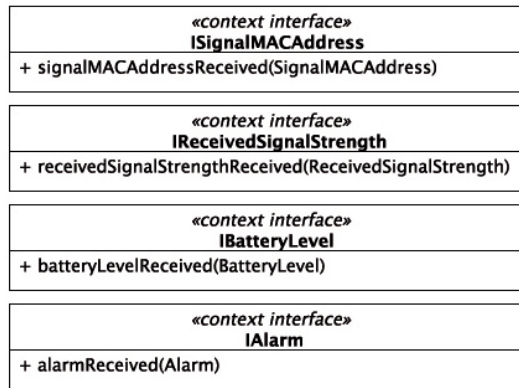 «context interface»
ISignalMACAddress
+ signalMACAddressReceived(SignalMACAddress)
«context interface»
IReceivedSignalStrength
+ receivedSignalStrengthReceived(ReceivedSignalStrength)
«context interface»
IBatteryLevel
+ batteryLevelReceived(BatteryLevel)
«context interface»
IAlarm
+ alarmReceived(Alarm)